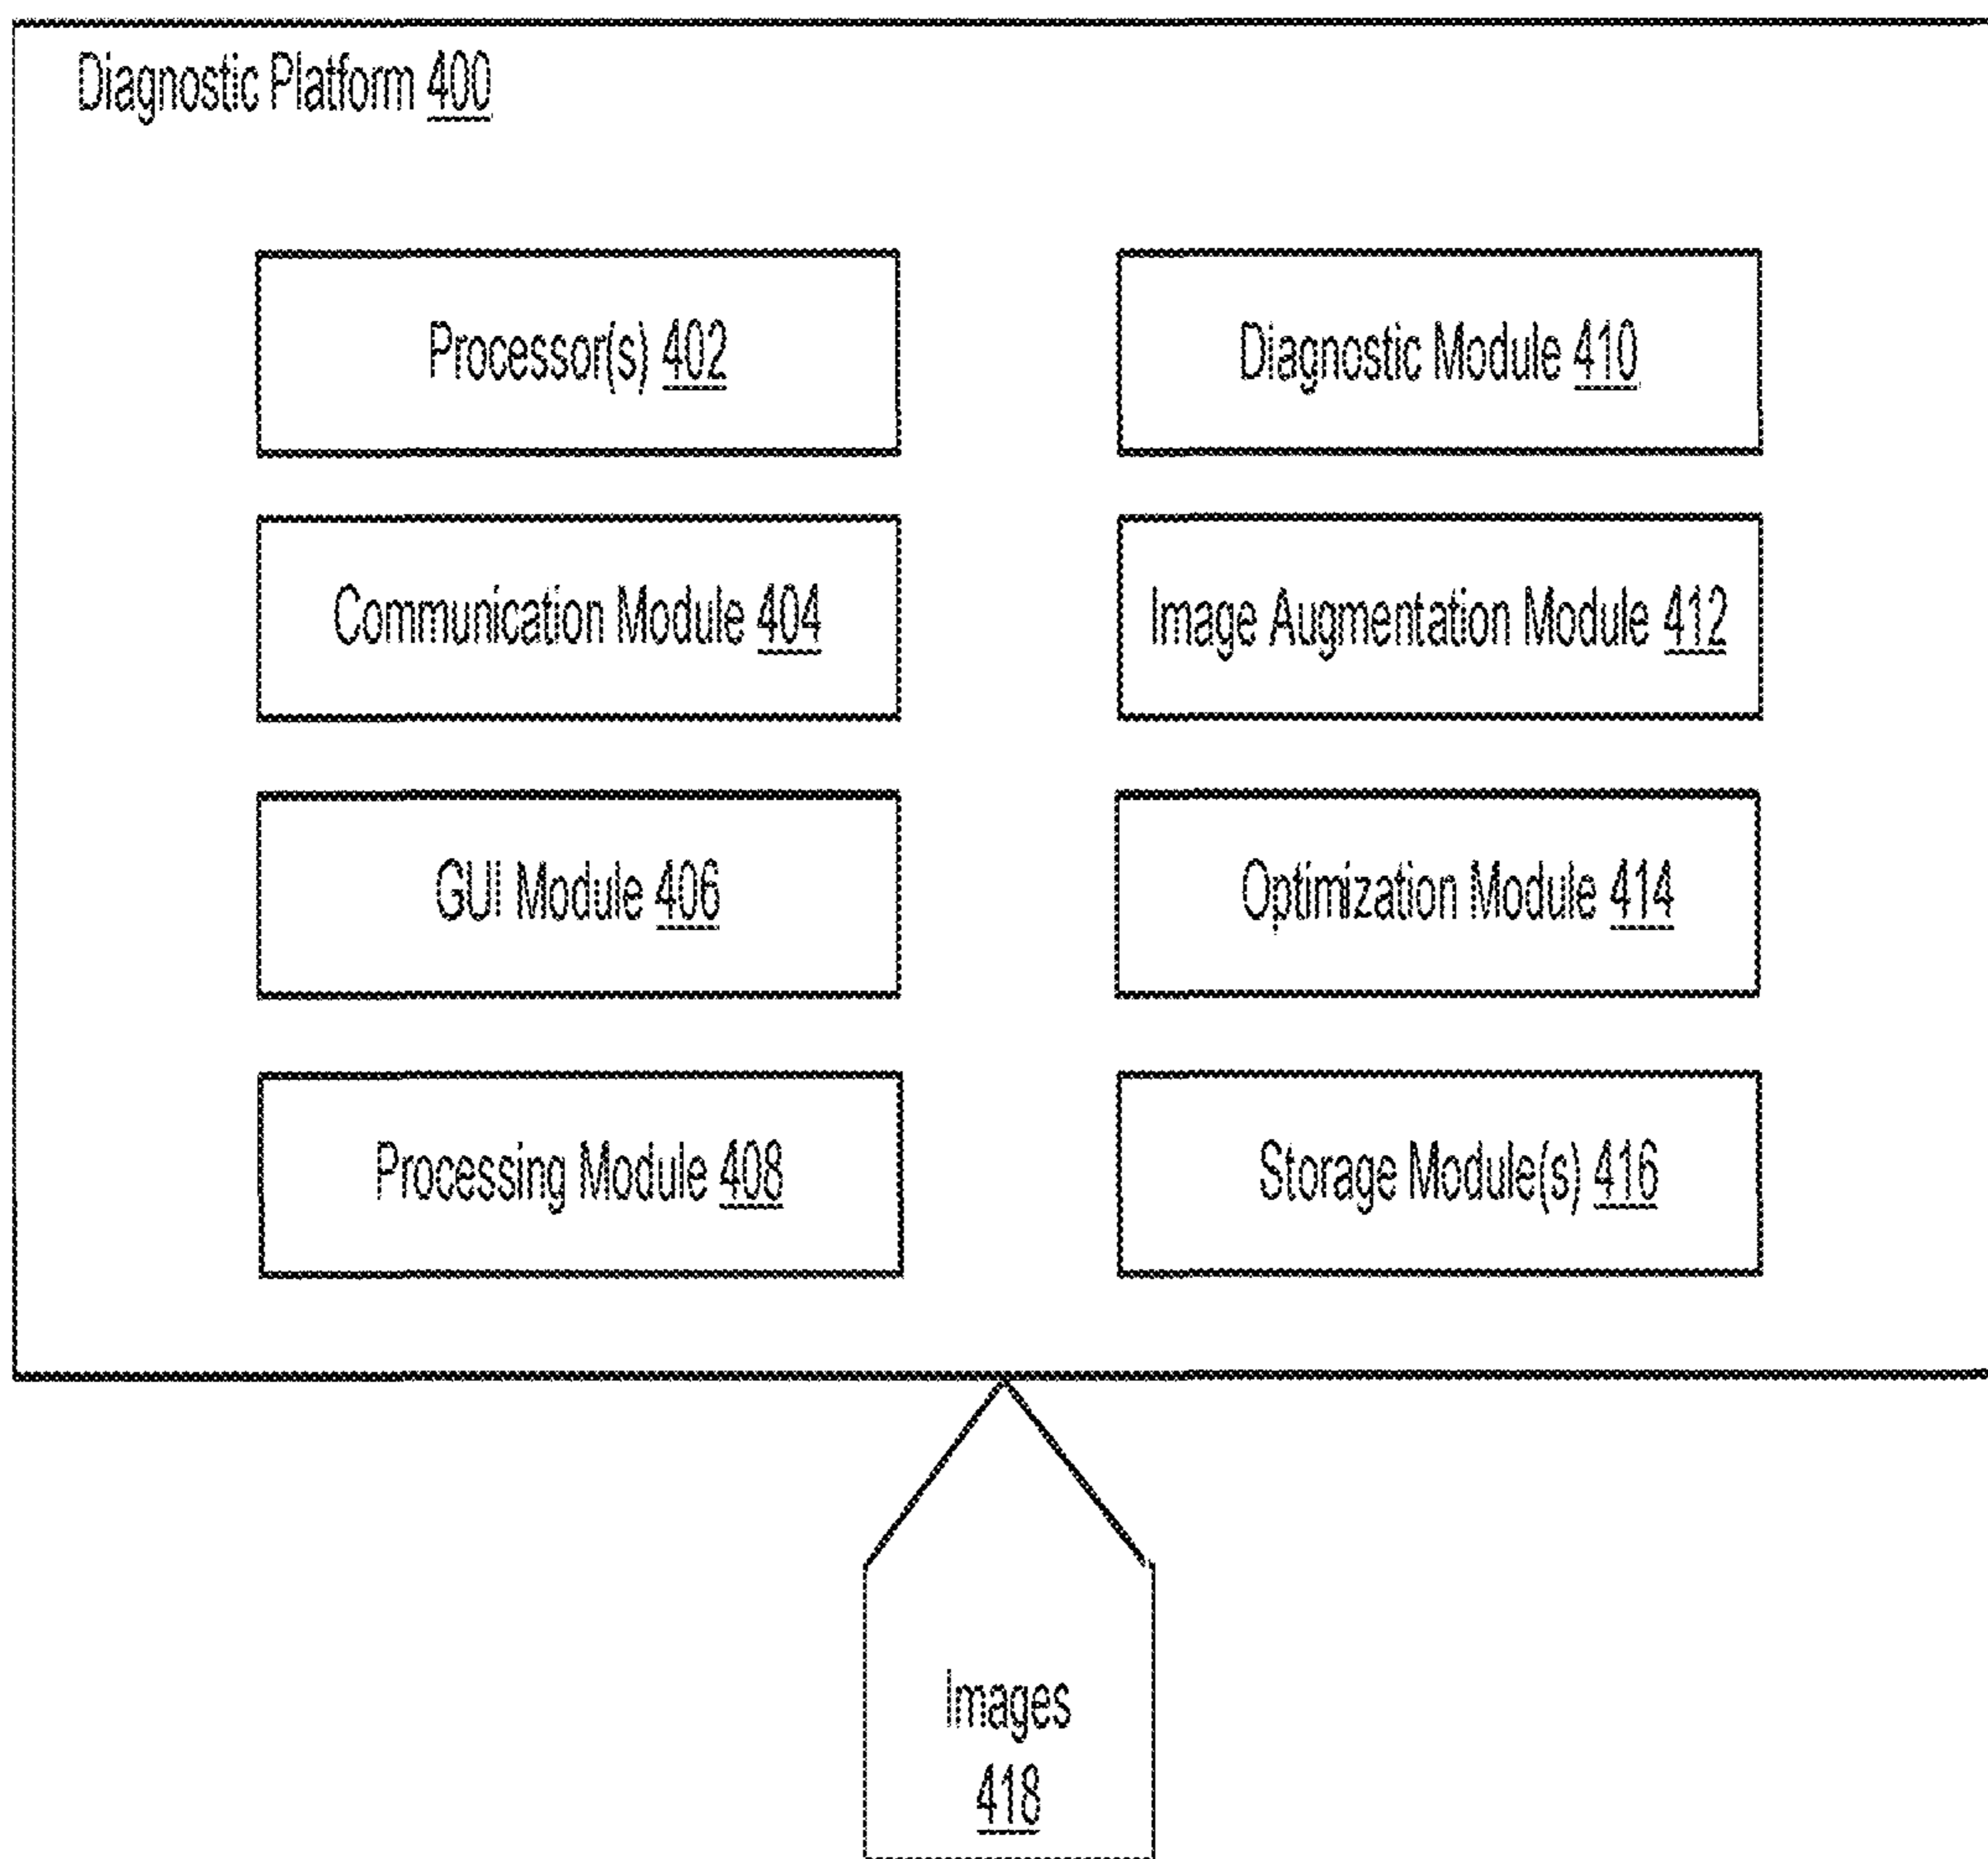 Diagnostic Platform 400
Processor(s) 402
Diagnostic Module 410
Communication Module 404
Image Augmentation Module 412
GUI Module 406
Optimization Module 414
Processing Module 408
Storage Module(s) 416
Images
418